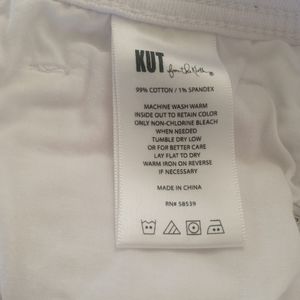 KUT from the Kloth ®
99% COTTON / 1% SPANDEX
MACHINE WASH WARM
INSIDE OUT TO RETAIN COLOR
ONLY NON-CHLORINE BLEACH
WHEN NEEDED
TUMBLE DRY LOW
OR FOR BETTER CARE
LAY FLAT TO DRY
WARM IRON ON REVERSE
IF NECESSARY
MADE IN CHINA
RN# 58539